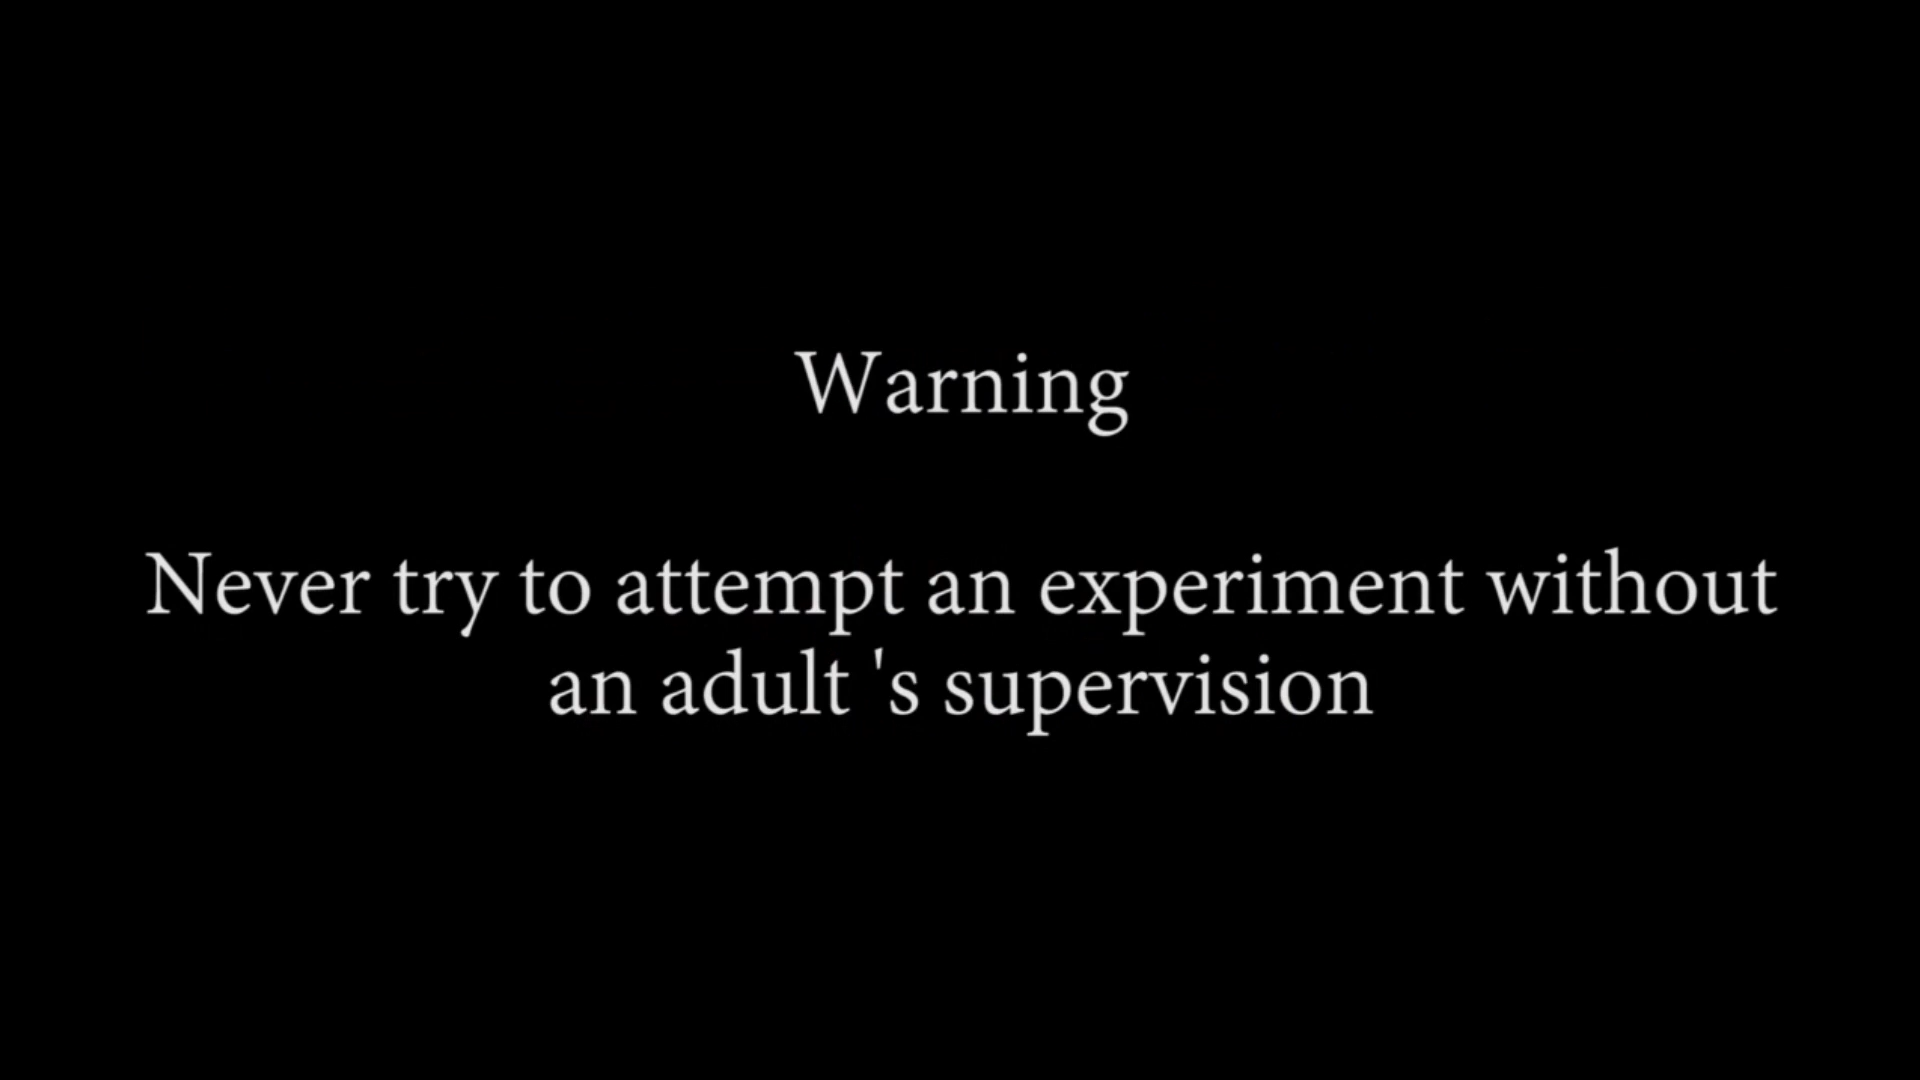 Warning
Never try to attempt an experiment without
an adult 's supervision